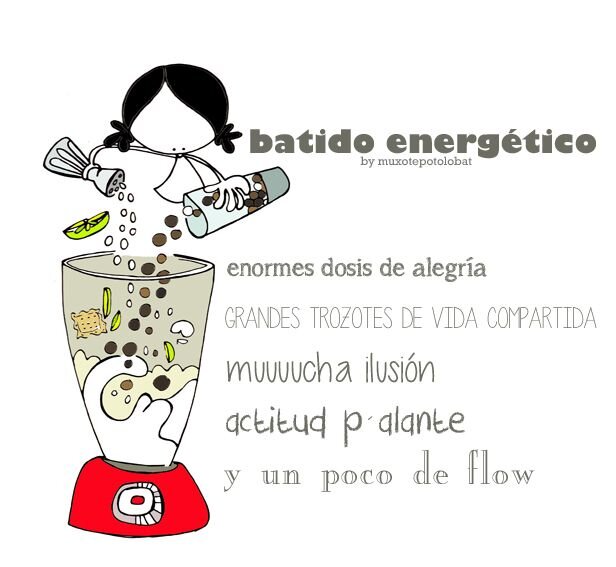 batido energético
by muxotepotolobat
enormes dosis de alegría
GRANDES TROZOTES DE VIDA COMPARTIDA
muuuucha ilusión
actitud p´alante
y un poco de flow